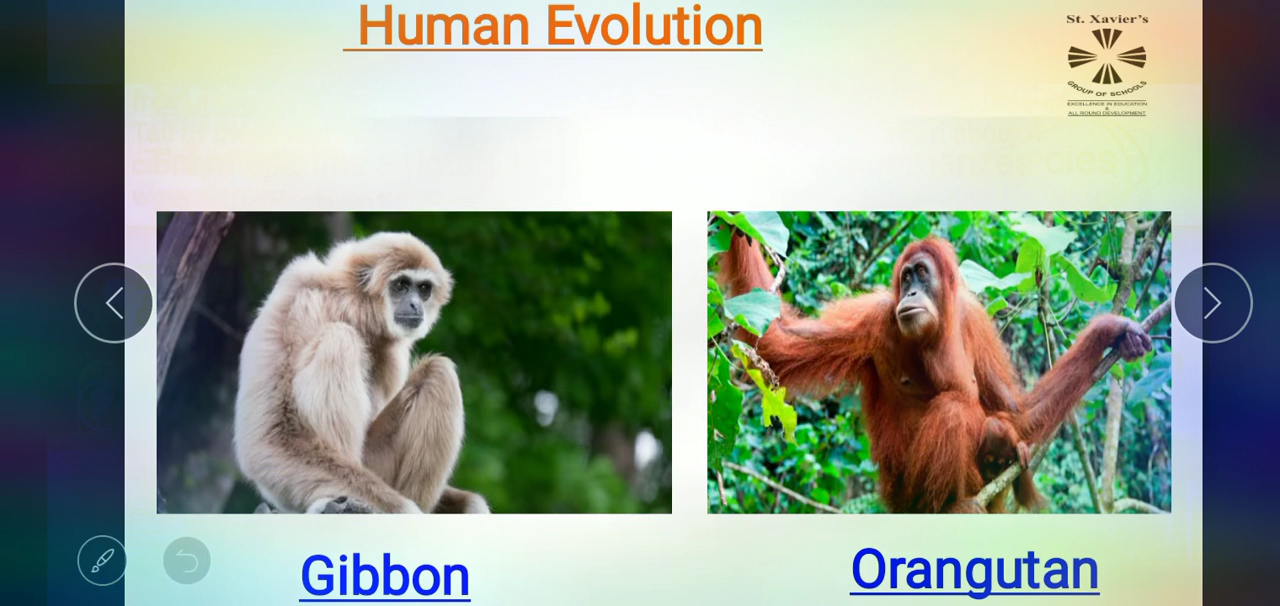 Human Evolution
St. Xavier's
GROUP OF SCHOOLS
EXCELLENCE IN EDUCATION
&
ALL ROUND DEVELOPMENT
Gibbon
Orangutan